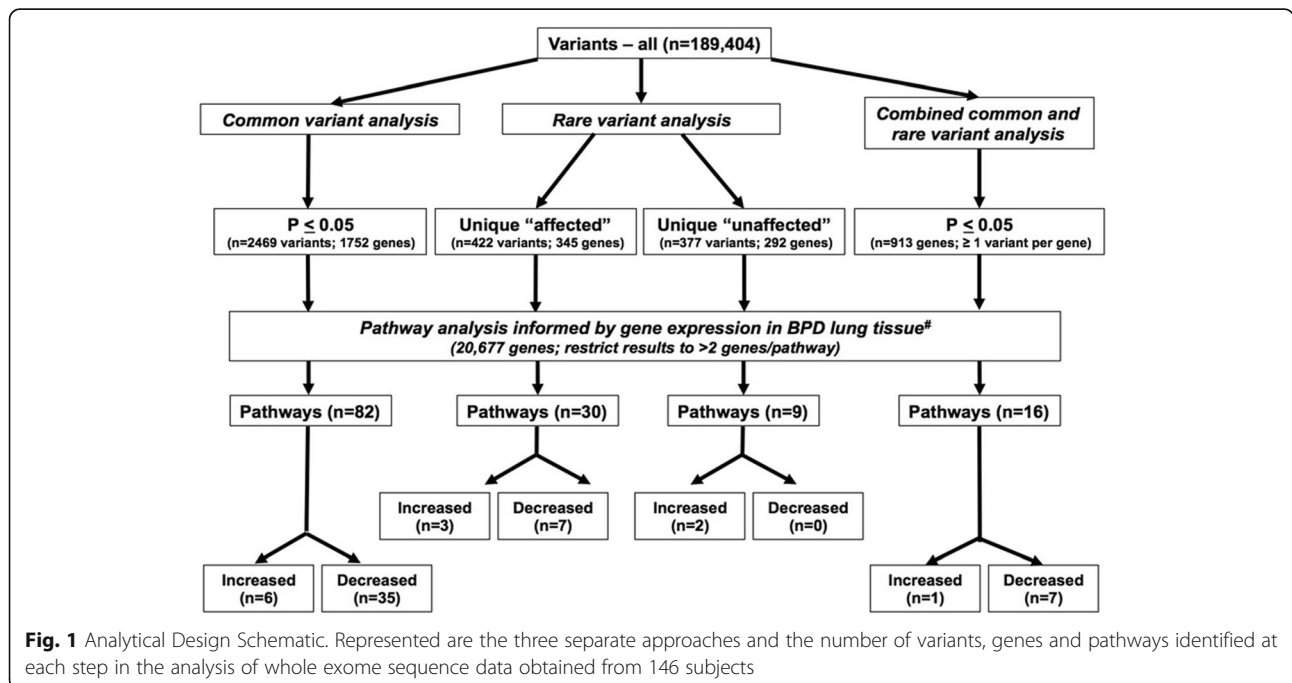 Variants – all (n=189,404)
Common variant analysis
Rare variant analysis
Combined common and
rare variant analysis
P ≤ 0.05
(n=2469 variants; 1752 genes)
Unique “affected”
(n=422 variants; 345 genes)
Unique “unaffected”
(n=377 variants; 292 genes)
P ≤ 0.05
(n=913 genes; ≥ 1 variant per gene)
Pathway analysis informed by gene expression in BPD lung tissue#
(20,677 genes; restrict results to >2 genes/pathway)
Pathways (n=82)
Pathways (n=30)
Pathways (n=9)
Pathways (n=16)
Increased
(n=3)
Decreased
(n=7)
Increased
(n=2)
Decreased
(n=0)
Increased
(n=6)
Decreased
(n=35)
Increased
(n=1)
Decreased
(n=7)
Fig. 1 Analytical Design Schematic. Represented are the three separate approaches and the number of variants, genes and pathways identified at
each step in the analysis of whole exome sequence data obtained from 146 subjects